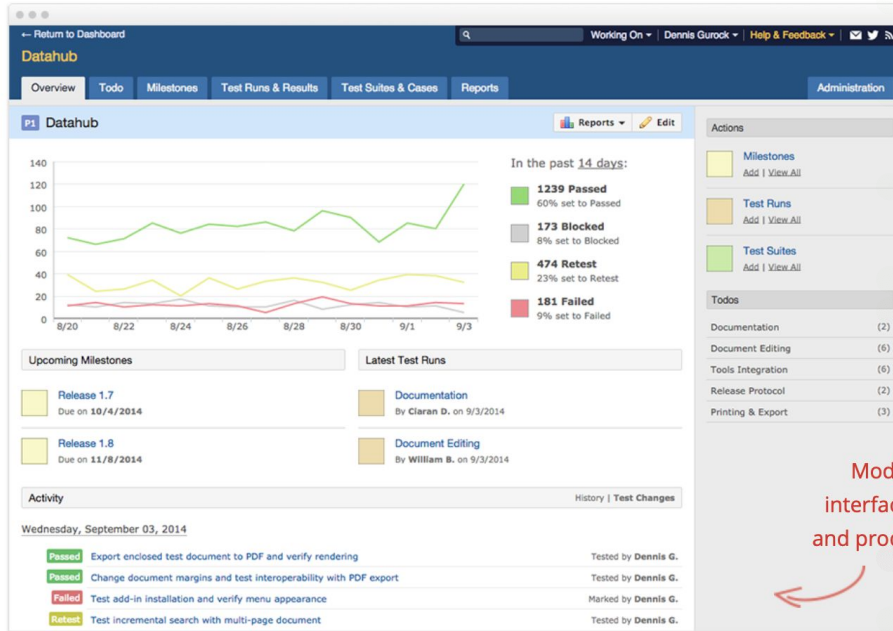 ← Return to Dashboard
Working On
Dennis Gurock
Help & Feedback
Datahub
Overview
Todo
Milestones
Test Runs & Results
Test Suites & Cases
Reports
Administration
P1 Datahub
Reports
Edit
140
120
100
80
60
40
20
0
8/20
8/22
8/24
8/26
8/28
8/30
9/1
9/3
In the past 14 days:
1239 Passed
60% set to Passed
173 Blocked
8% set to Blocked
474 Retest
23% set to Retest
181 Failed
9% set to Failed
Upcoming Milestones
Release 1.7
Due on 10/4/2014
Release 1.8
Due on 11/8/2014
Latest Test Runs
Documentation
By Ciaran D. on 9/3/2014
Document Editing
By William B. on 9/3/2014
Activity
History | Test Changes
Wednesday, September 03, 2014
Passed Export enclosed test document to PDF and verify rendering Tested by Dennis G.
Passed Change document margins and test interoperability with PDF export Tested by Dennis G.
Failed Test add-in installation and verify menu appearance Marked by Dennis G.
Retest Test incremental search with multi-page document Tested by Dennis G.
Actions
Milestones
Add | View All
Test Runs
Add | View All
Test Suites
Add | View All
Todos
Documentation (2)
Document Editing (6)
Tools Integration (6)
Release Protocol (2)
Printing & Export (3)
Mod
interfac
and prod